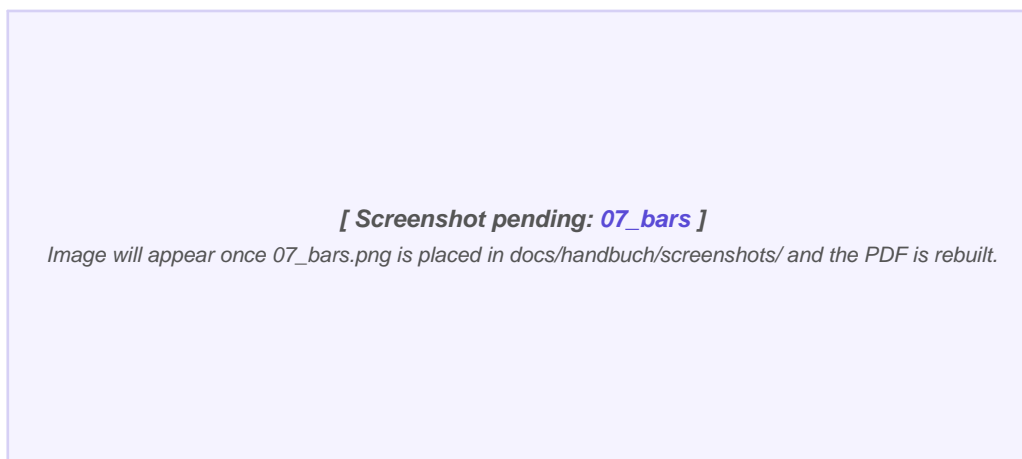 [ Screenshot pending: 07_bars ]
Image will appear once 07_bars.png is placed in docs/handbuch/screenshots/ and the PDF is rebuilt.